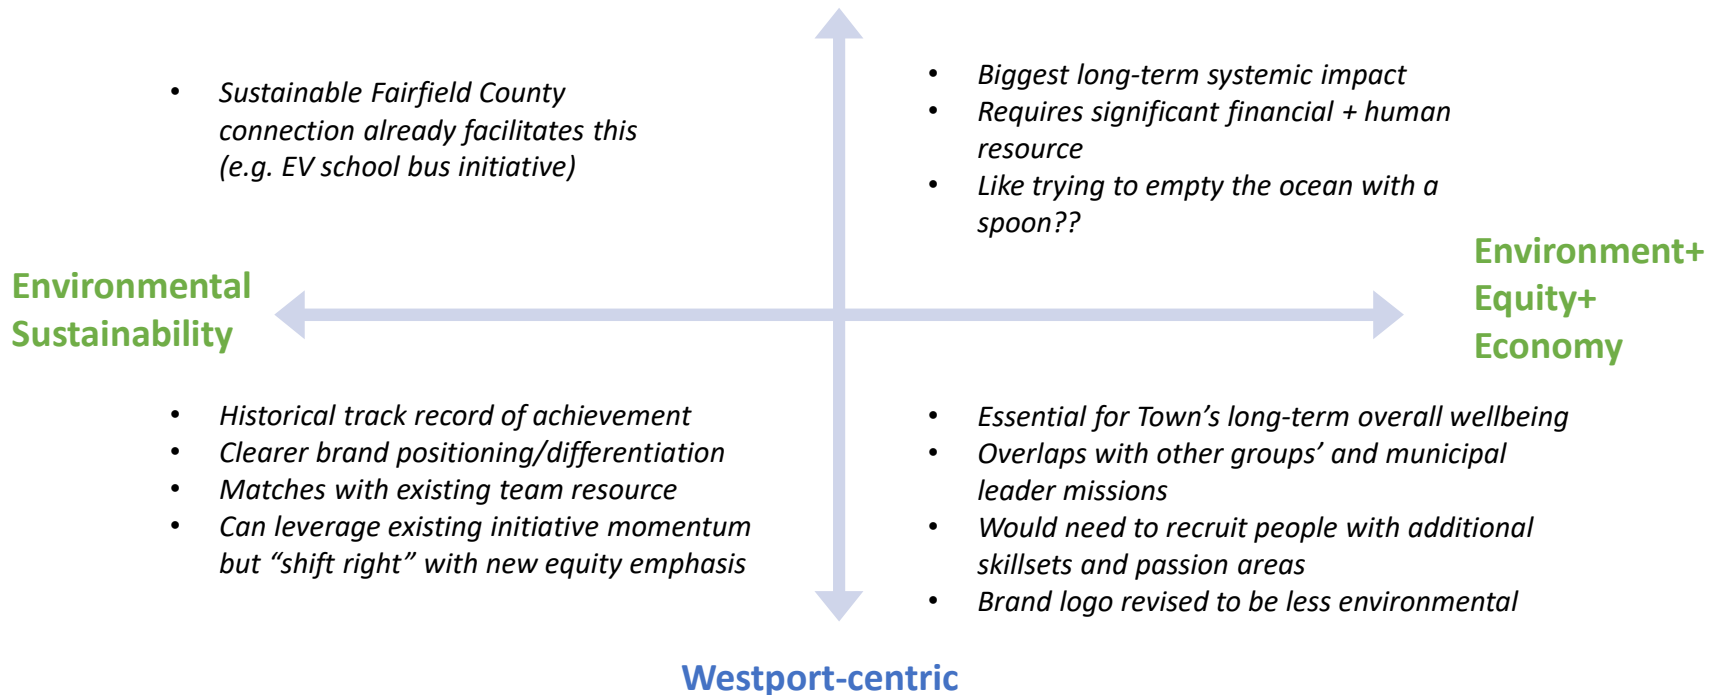 • Sustainable Fairfield County
connection already facilitates this
(e.g. EV school bus initiative)
• Biggest long-term systemic impact
• Requires significant financial + human
resource
• Like trying to empty the ocean with a
spoon??
Environmental
Sustainability
Environment+
Equity+
Economy
• Historical track record of achievement
• Clearer brand positioning/differentiation
• Matches with existing team resource
• Can leverage existing initiative momentum
but “shift right” with new equity emphasis
• Essential for Town’s long-term overall wellbeing
• Overlaps with other groups’ and municipal
leader missions
• Would need to recruit people with additional
skillsets and passion areas
• Brand logo revised to be less environmental
Westport-centric